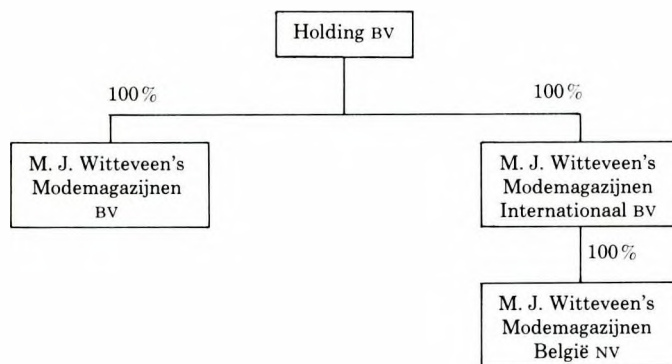 Holding BV
100%
100%
M. J. Witteveen's
Modemagazijnen
BV
M. J. Witteveen's
Modemagazijnen
Internationaal BV
100%
M. J. Witteveen's
Modemagazijnen
België NV